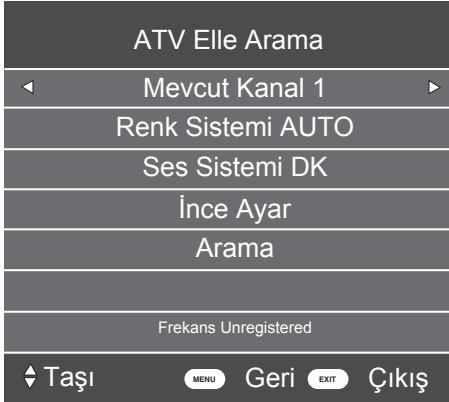 ATV Elle Arama
Mevcut Kanal 1
Renk Sistemi AUTO
Ses Sistemi DK
İnce Ayar
Arama
Frekans Unregistered
Taşı MENU Geri EXIT Çıkış